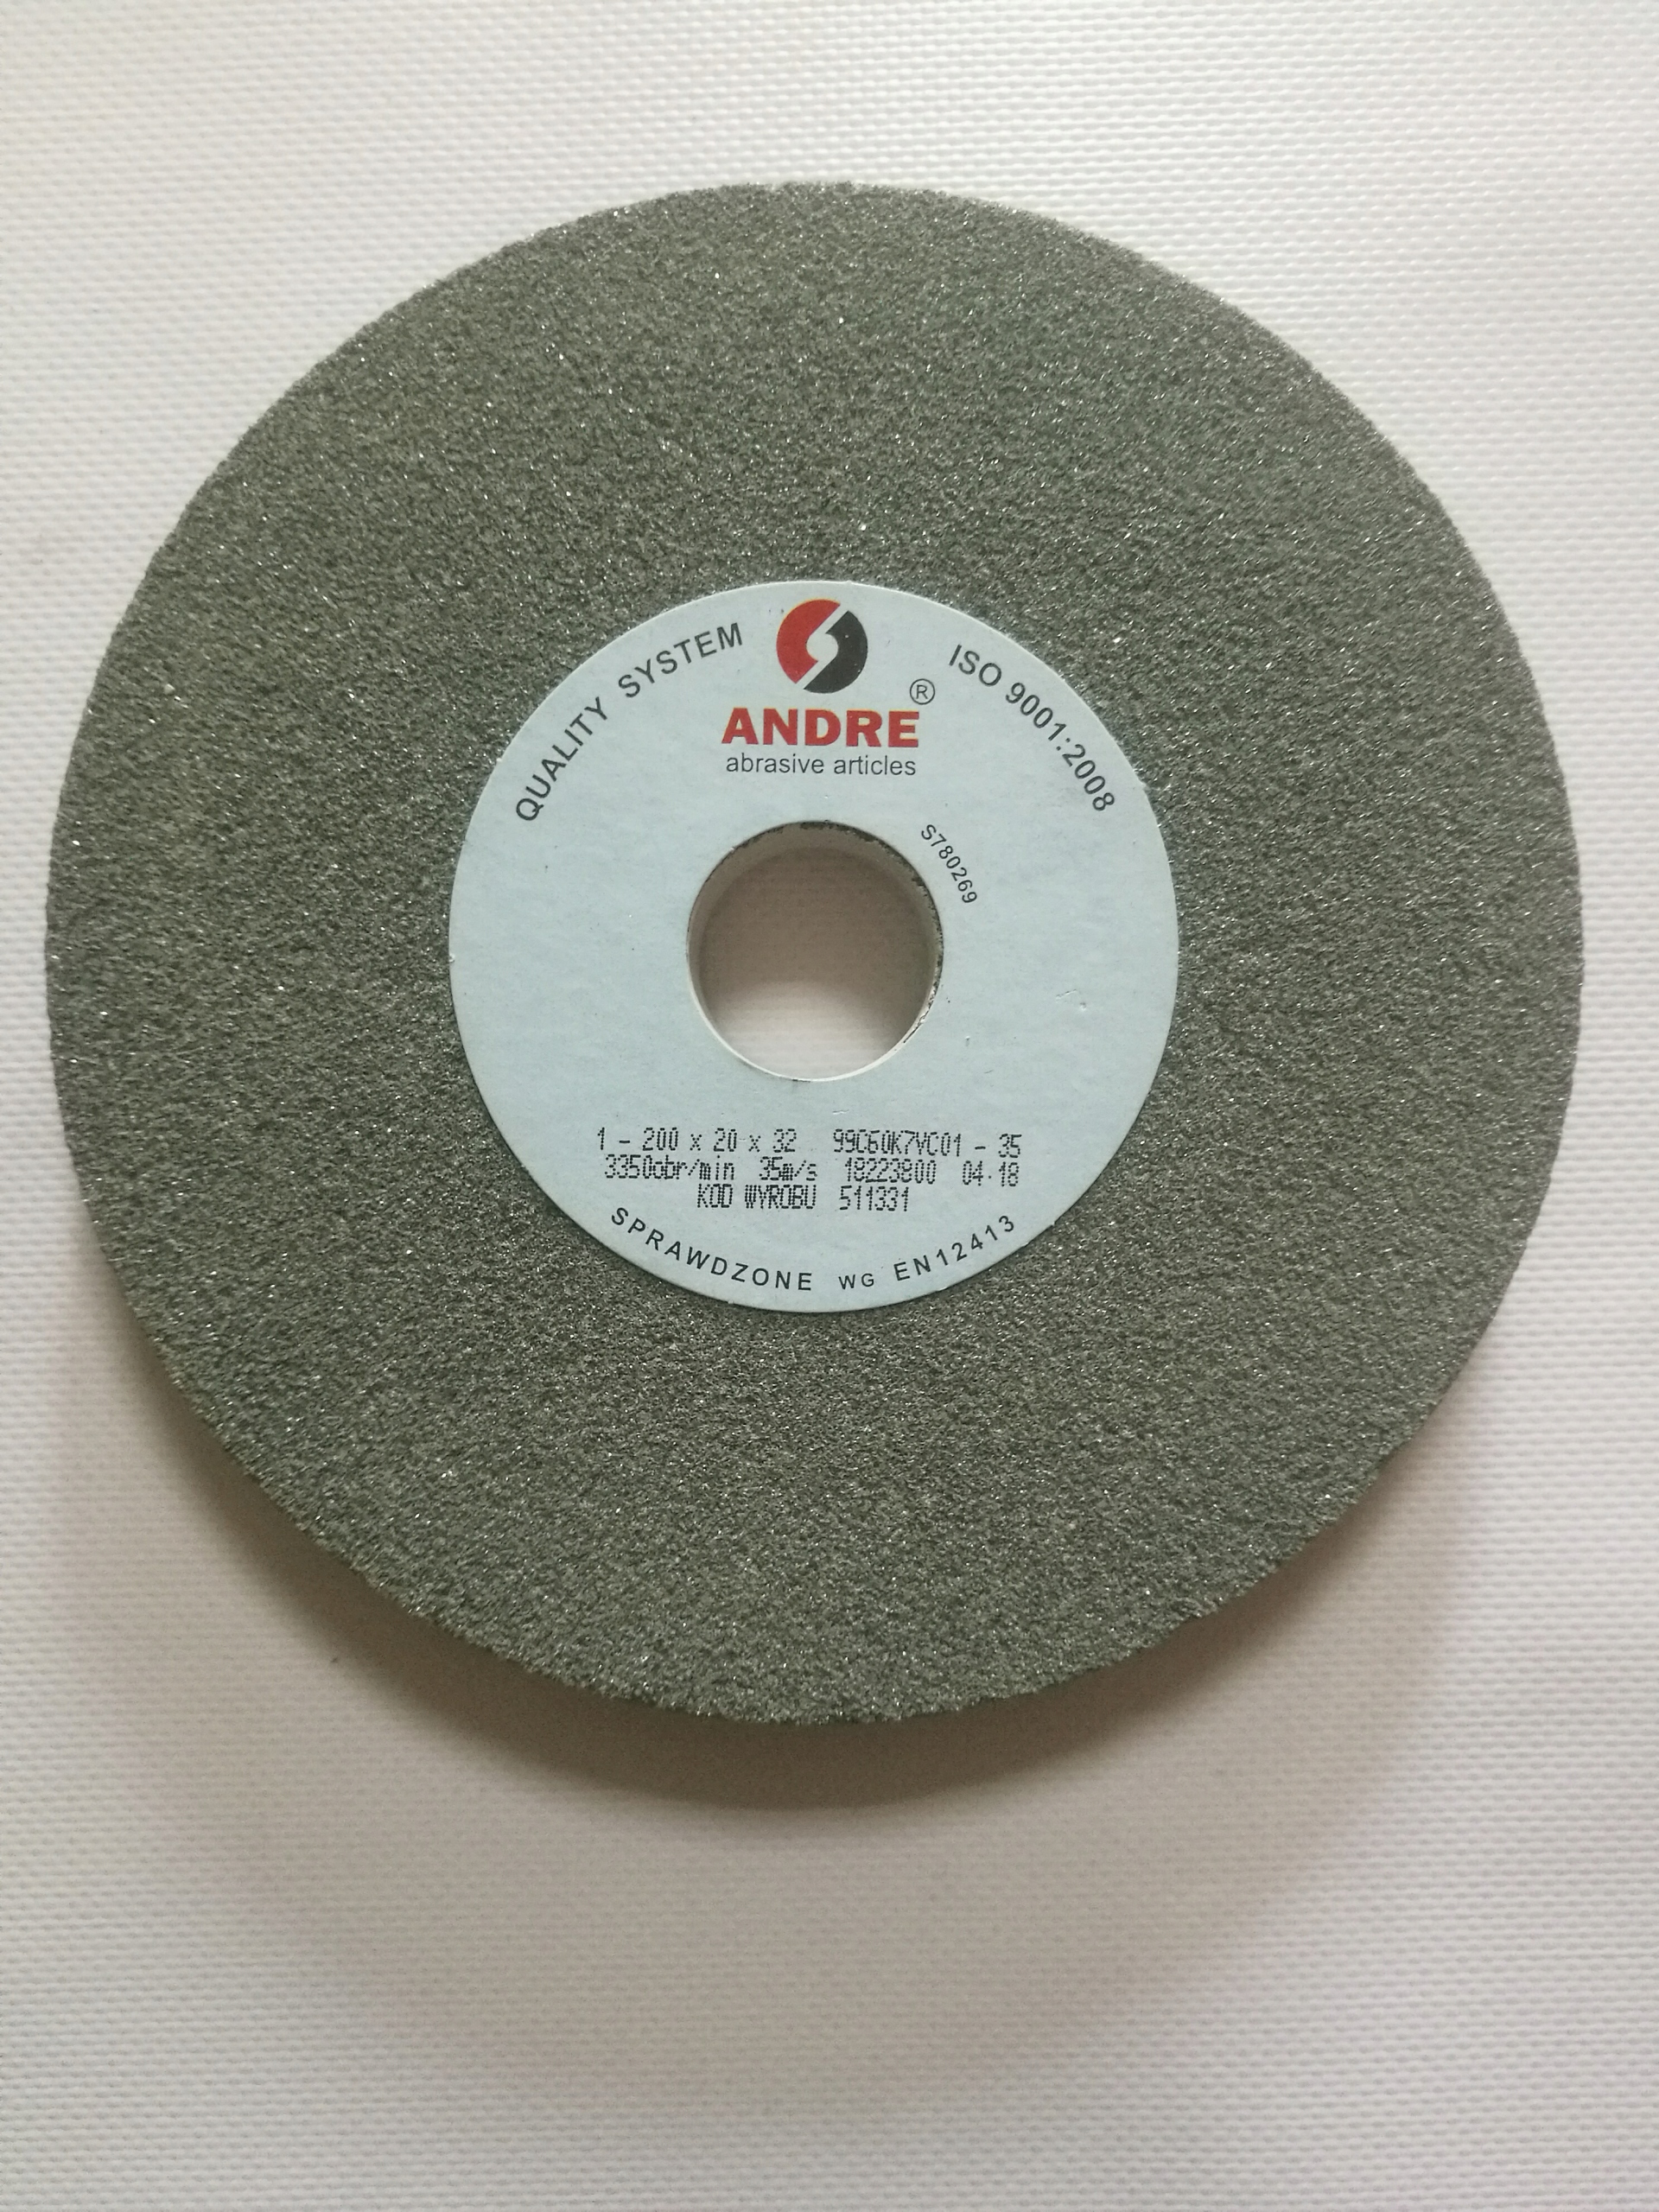 QUALITY SYSTEM
ISO 9001:2008
ANDRE ®
abrasive articles
S780269
1 - 200 x 20 x 32 99C60K7VC01 - 35
3350obr/min 35m/s 18223800 04.18
KOD WYROBU 511331
SPRAWDZONE WG EN12413